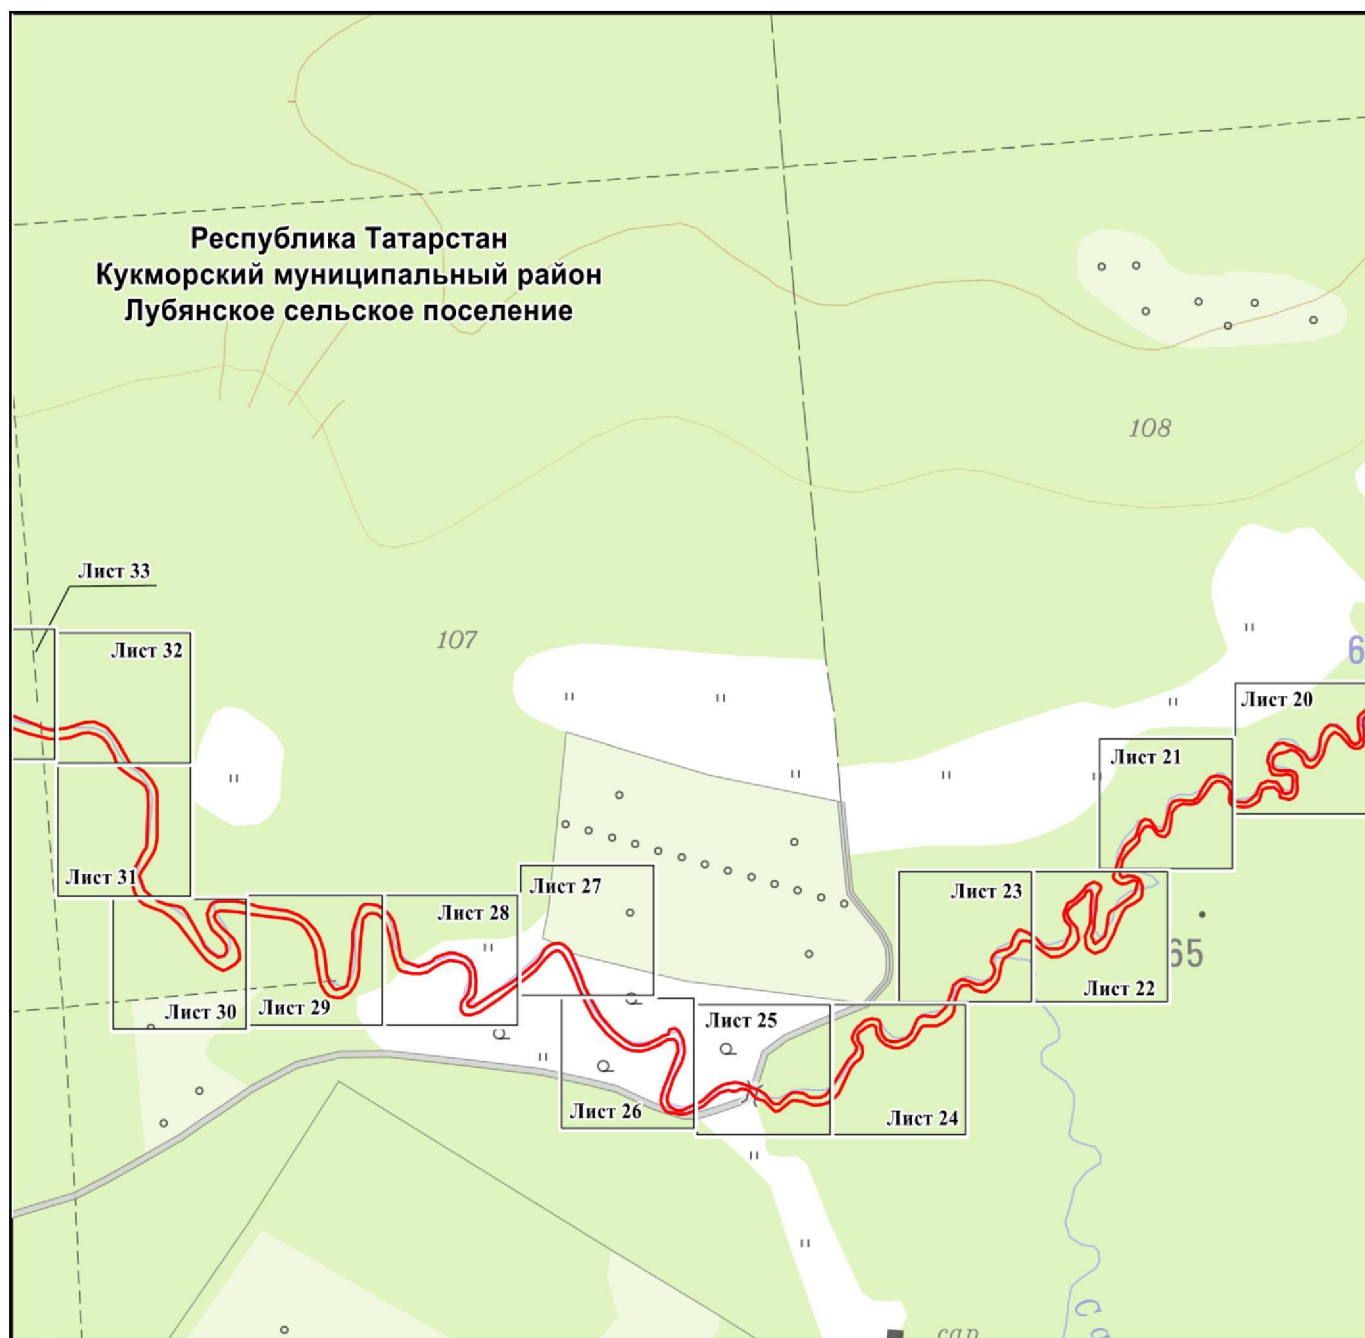 Республика Татарстан
Кукморский муниципальный район
Лубянское сельское поселение
108
Лист 33
107
Лист 32
6
Лист 20
Лист 21
Лист 31
Лист 27
Лист 23
Лист 28
65
Лист 22
Лист 29
Лист 30
Лист 25
Лист 26
Лист 24
сар